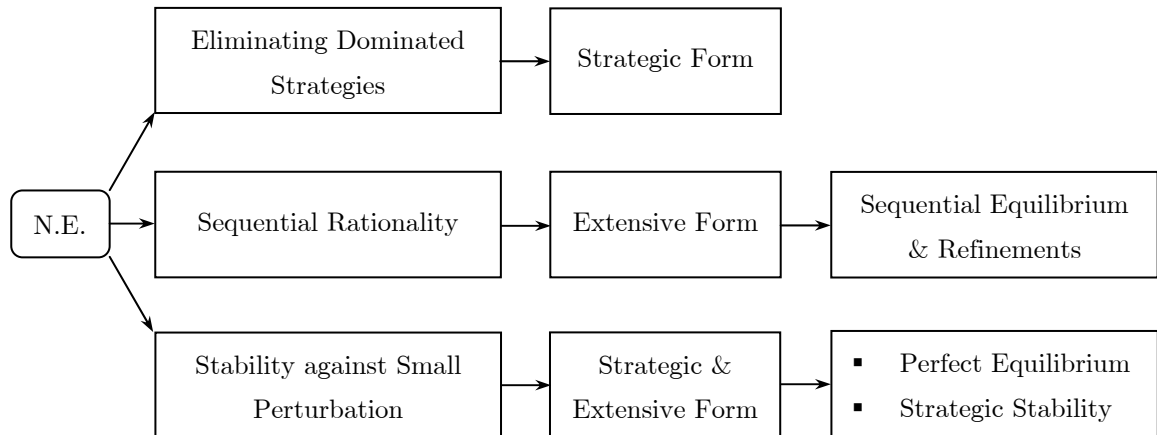 Eliminating Dominated
Strategies
Strategic Form
N.E.
Sequential Rationality
Extensive Form
Sequential Equilibrium
& Refinements
Stability against Small
Perturbation
Strategic &
Extensive Form
▪ Perfect Equilibrium
▪ Strategic Stability